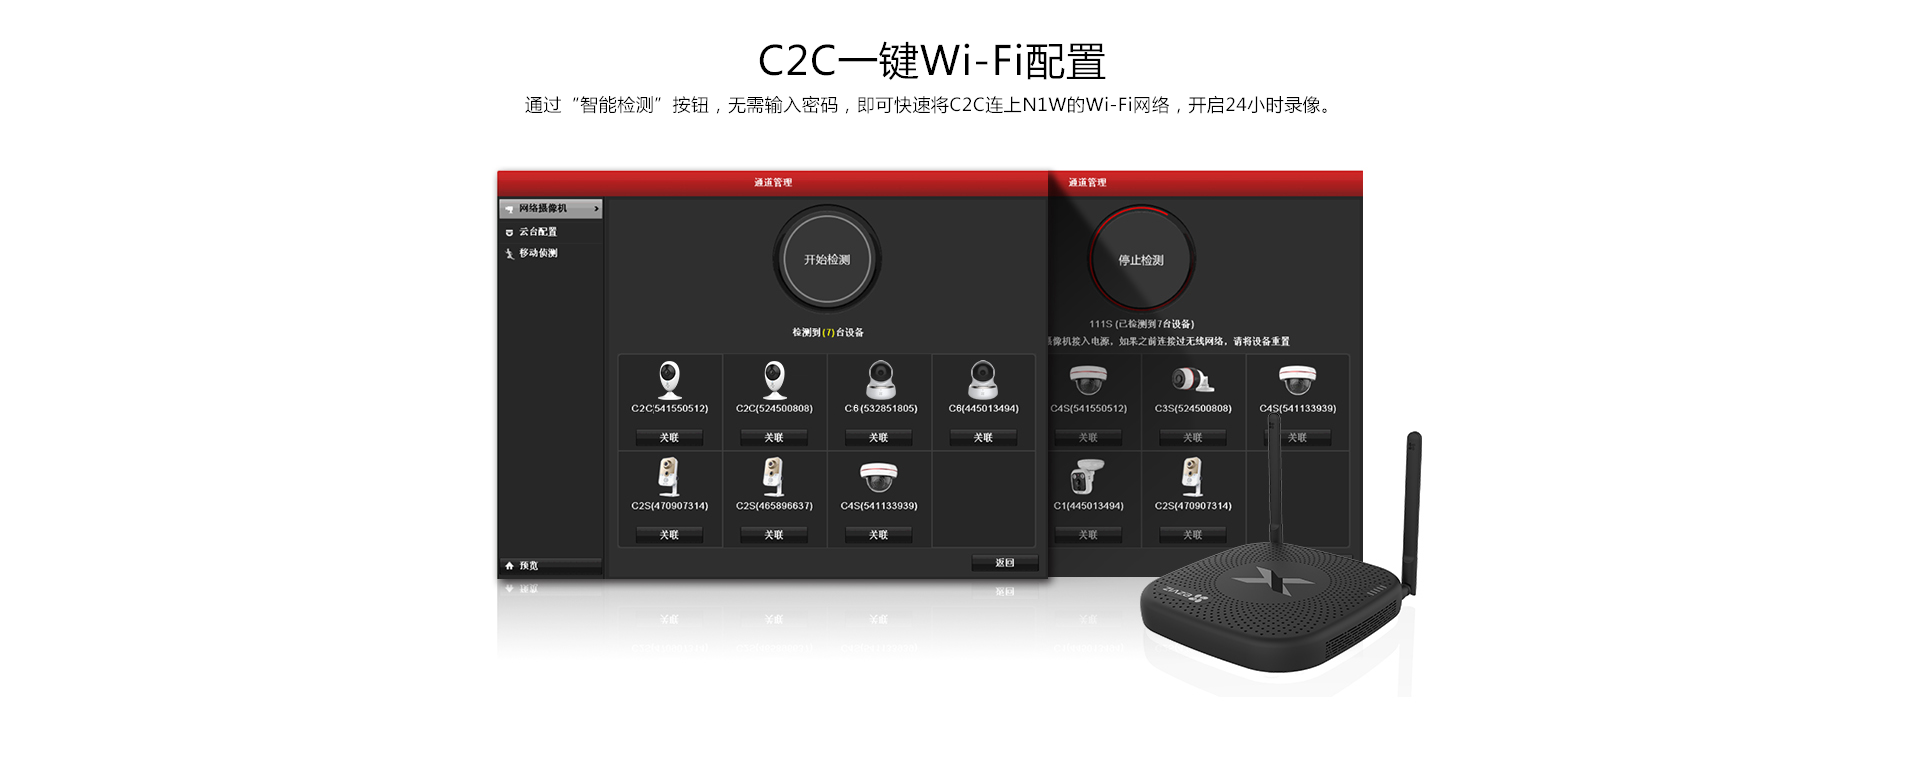 C2C一键Wi-Fi配置
通过“智能检测”按钮，无需输入密码，即可快速将C2C连上N1W的Wi-Fi网络，开启24小时录像。
通道管理
网络摄像机
云台配置
移动侦测
开始检测
检测到(7)台设备
C2C(541550512) C2C(524500808) C6(532851805) C6(445013494)
关联 关联 关联 关联
C2S(470907314) C2S(465896637) C4S(541133939)
关联 关联 关联
预览
返回
通道管理
停止检测
111S (已检测到7台设备)
像机接入电源，如果之前连接过无线网络，请将设备重置
C4S(541550512) C3S(524500808) C4S(541133939)
关联 关联 关联
C1(445013494) C2S(470907314)
关联 关联
EZVIZ